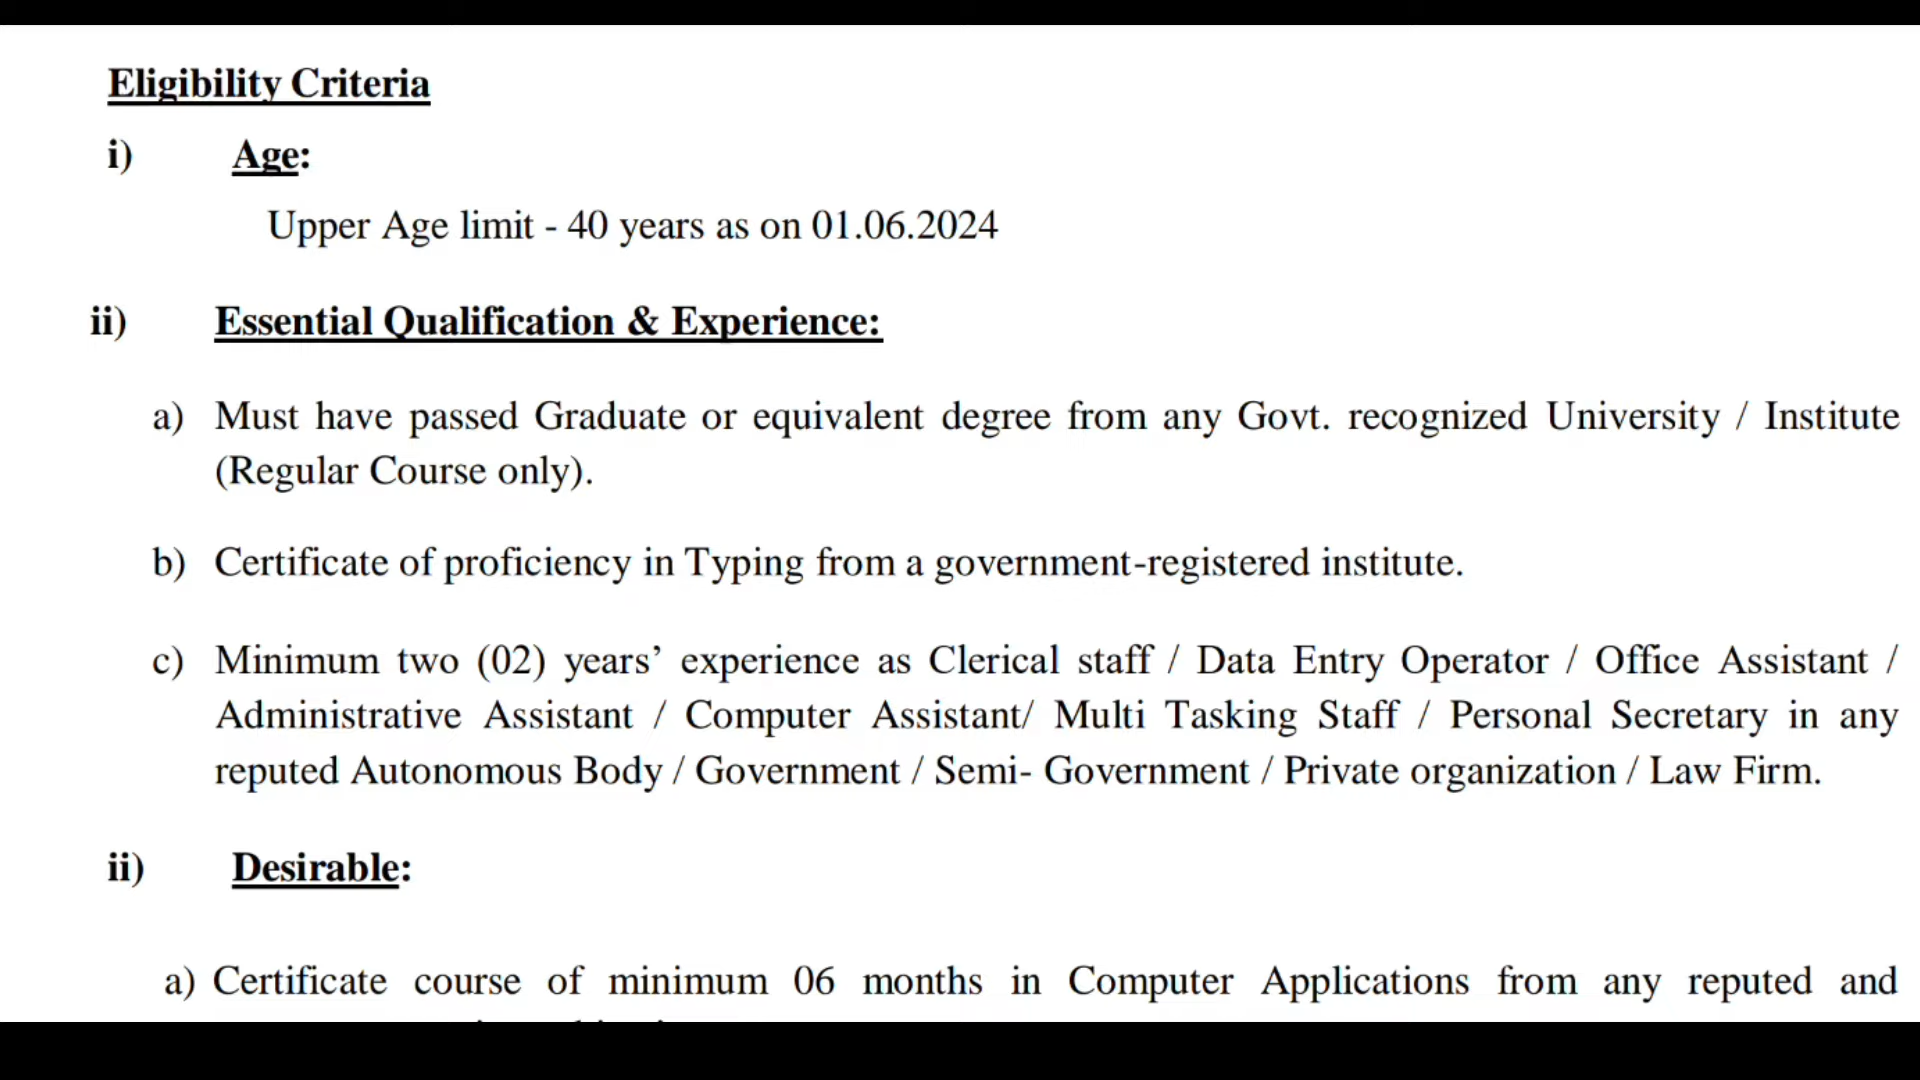 Eligibility Criteria
i) Age:
Upper Age limit - 40 years as on 01.06.2024
ii) Essential Qualification & Experience:
a) Must have passed Graduate or equivalent degree from any Govt. recognized University / Institute
(Regular Course only).
b) Certificate of proficiency in Typing from a government-registered institute.
c) Minimum two (02) years’ experience as Clerical staff / Data Entry Operator / Office Assistant /
Administrative Assistant / Computer Assistant/ Multi Tasking Staff / Personal Secretary in any
reputed Autonomous Body / Government / Semi- Government / Private organization / Law Firm.
ii) Desirable:
a) Certificate course of minimum 06 months in Computer Applications from any reputed and